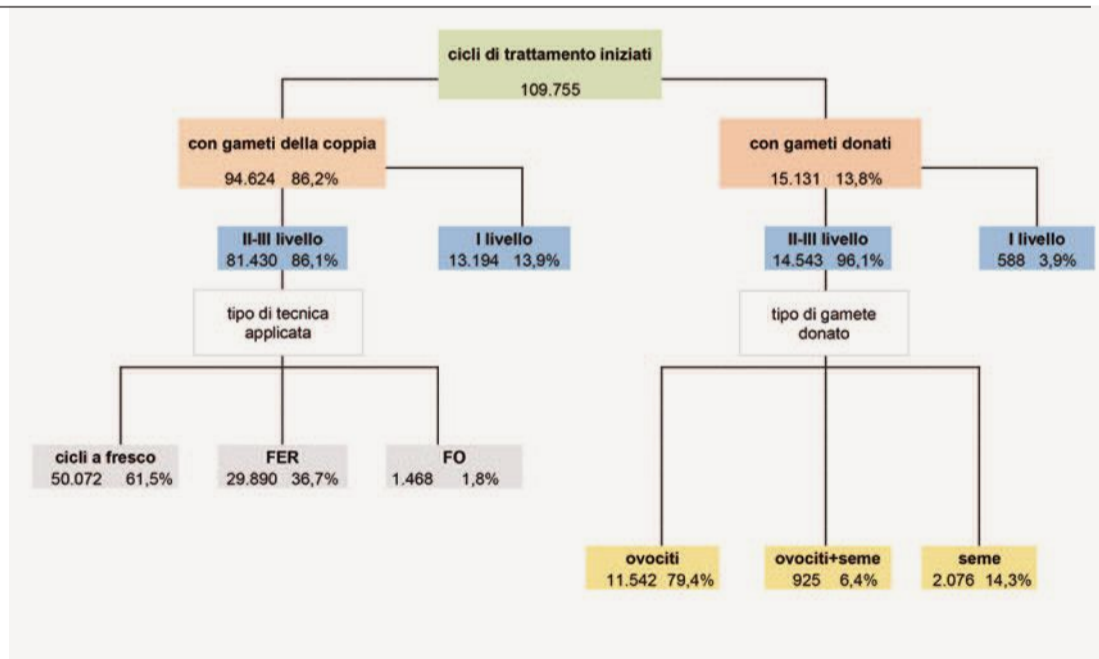 cicli di trattamento iniziati
109.755
con gameti della coppia
94.624 86,2%
con gameti donati
15.131 13,8%
II-III livello
81.430 86,1%
I livello
13.194 13,9%
II-III livello
14.543 96,1%
I livello
588 3,9%
tipo di tecnica
applicata
tipo di gamete
donato
cicli a fresco
50.072 61,5%
FER
29.890 36,7%
FO
1.468 1,8%
ovociti
11.542 79,4%
ovociti+seme
925 6,4%
seme
2.076 14,3%